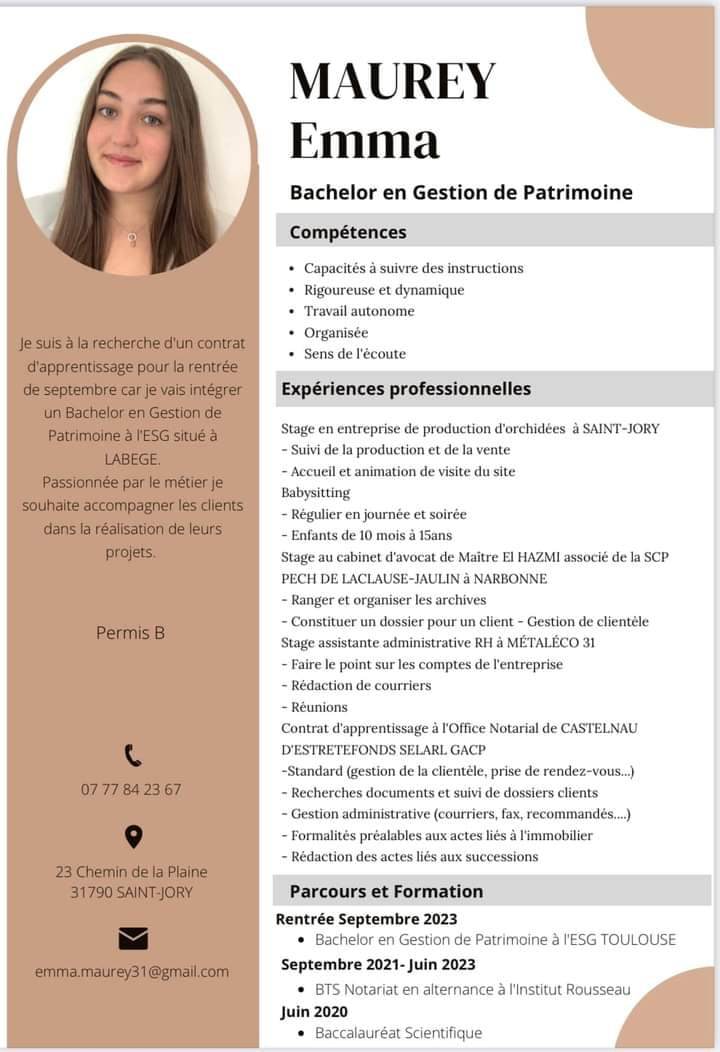 MAUREY
Emma
Bachelor en Gestion de Patrimoine
Compétences
• Capacités à suivre des instructions
• Rigoureuse et dynamique
• Travail autonome
• Organisée
• Sens de l'écoute
Je suis à la recherche d'un contrat
d'apprentissage pour la rentrée
de septembre car je vais intégrer
un Bachelor en Gestion de
Patrimoine à l'ESG situé à
LABEGE.
Passionnée par le métier je
souhaite accompagner les clients
dans la réalisation de leurs
projets.
Permis B
07 77 84 23 67
23 Chemin de la Plaine
31790 SAINT-JORY
emma.maurey31@gmail.com
Expériences professionnelles
Stage en entreprise de production d'orchidées à SAINT-JORY
- Suivi de la production et de la vente
- Accueil et animation de visite du site
Babysitting
- Régulier en journée et soirée
- Enfants de 10 mois à 15ans
Stage au cabinet d'avocat de Maître El HAZMI associé de la SCP
PECH DE LACLAUSE-JAULIN à NARBONNE
- Ranger et organiser les archives
- Constituer un dossier pour un client - Gestion de clientèle
Stage assistante administrative RH à MÉTALÉCO 31
- Faire le point sur les comptes de l'entreprise
- Rédaction de courriers
- Réunions
Contrat d'apprentissage à l'Office Notarial de CASTELNAU
D'ESTRETEFONDS SELARL GACP
-Standard (gestion de la clientèle, prise de rendez-vous...)
- Recherches documents et suivi de dossiers clients
- Gestion administrative (courriers, fax, recommandés....)
- Formalités préalables aux actes liés à l'immobilier
- Rédaction des actes liés aux successions
Parcours et Formation
Rentrée Septembre 2023
• Bachelor en Gestion de Patrimoine à l'ESG TOULOUSE
Septembre 2021- Juin 2023
• BTS Notariat en alternance à l'Institut Rousseau
Juin 2020
• Baccalauréat Scientifique